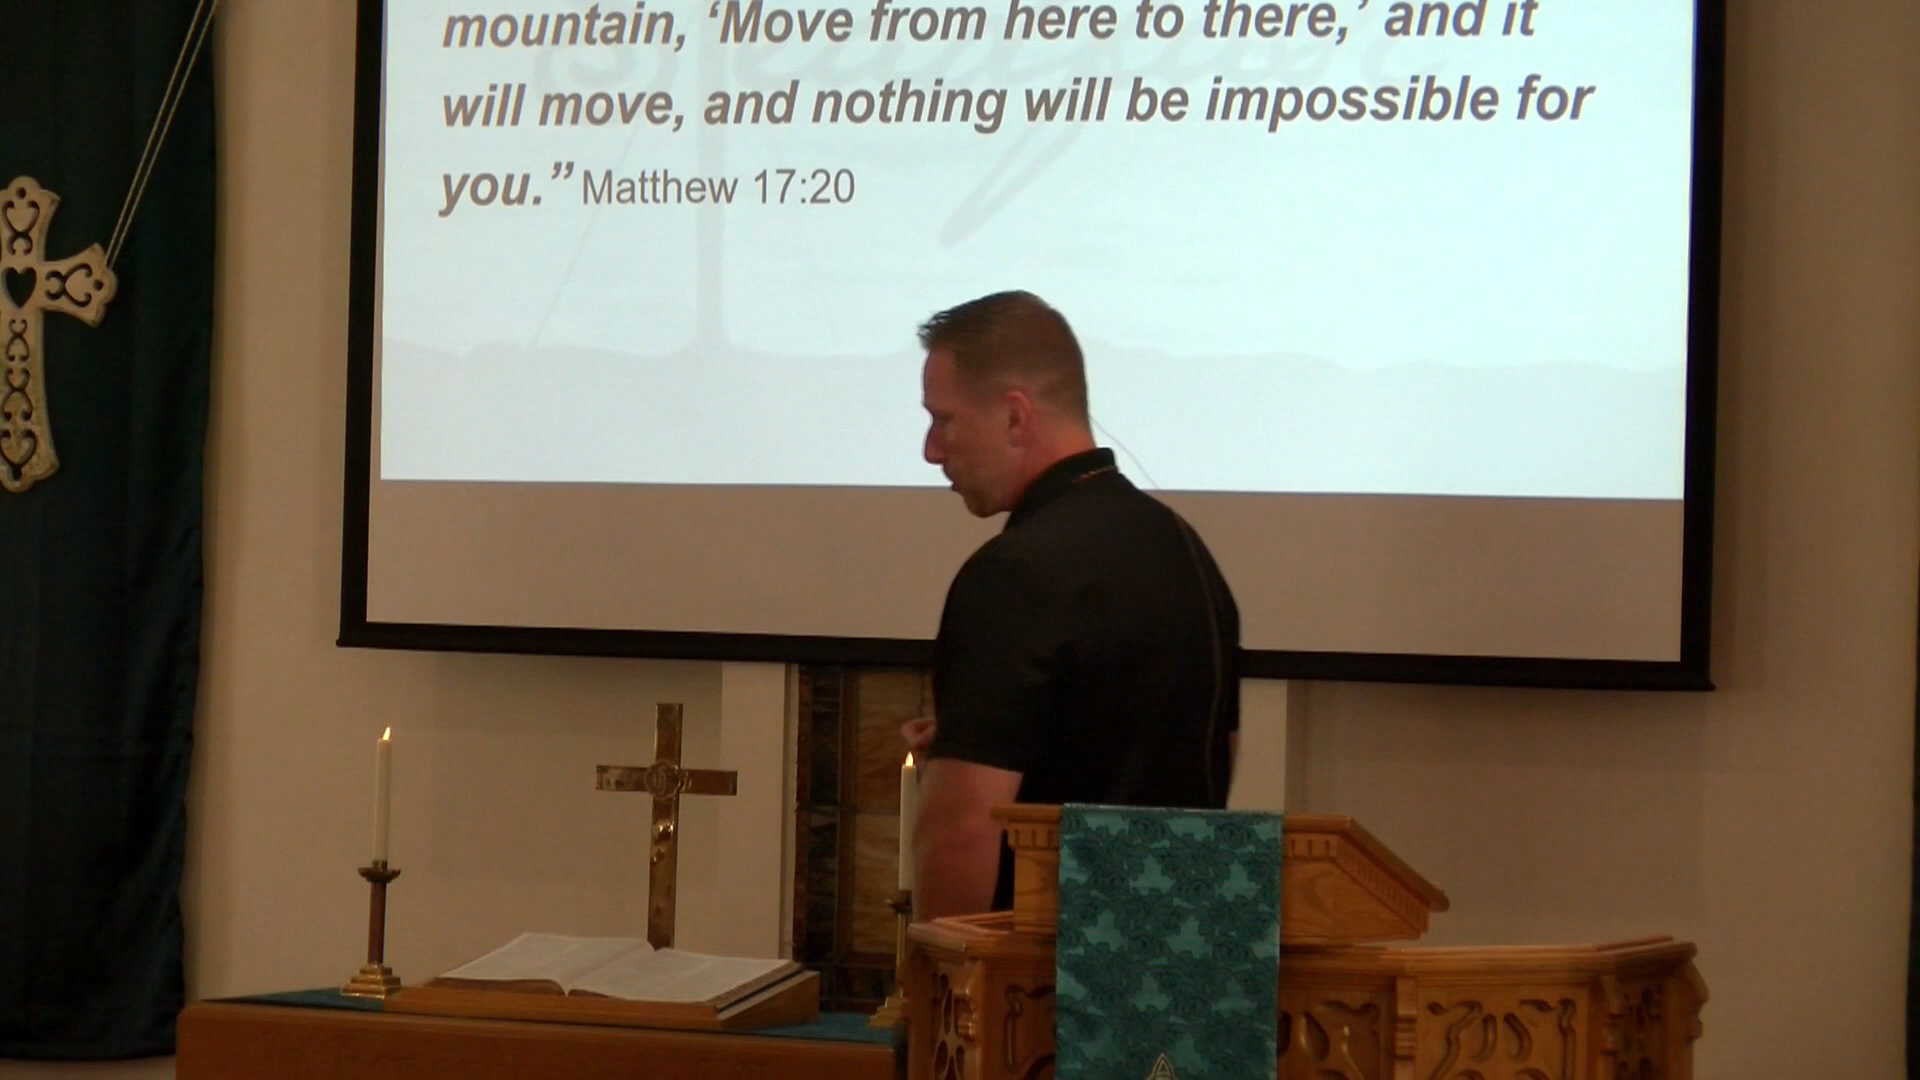 mountain, ‘Move from here to there,’ and it
will move, and nothing will be impossible for
you.” Matthew 17:20